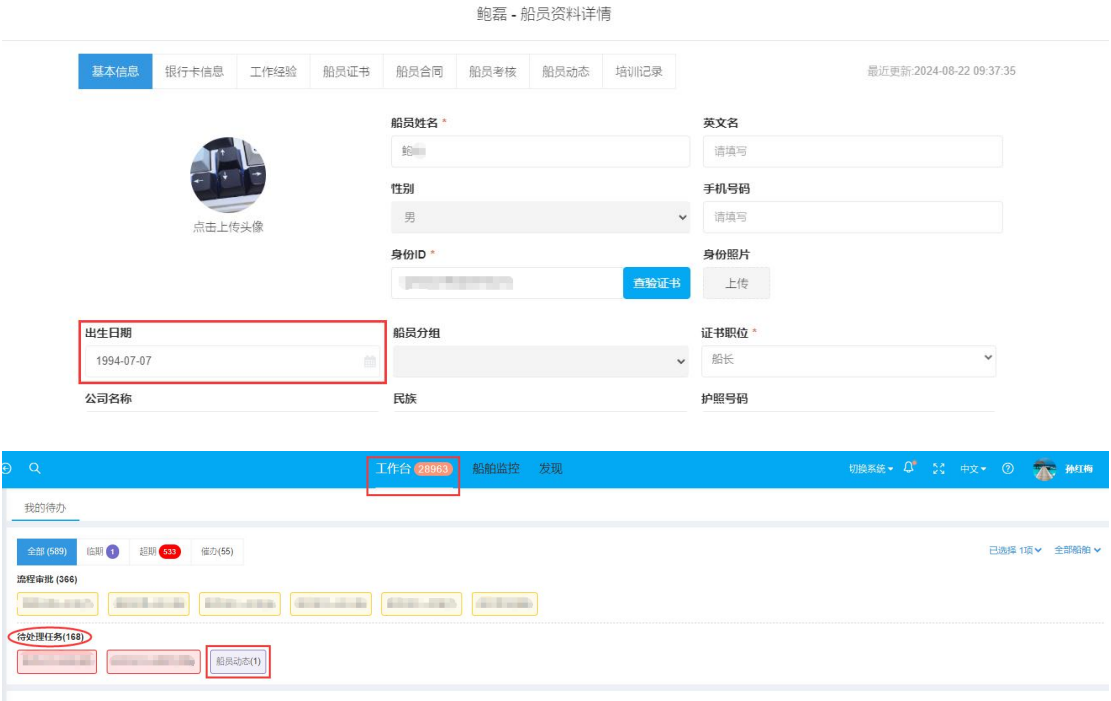 鲍磊 - 船员资料详情
基本信息 银行卡信息 工作经验 船员证书 船员合同 船员考核 船员动态 培训记录 最近更新:2024-08-22 09:37:35
船员姓名 * 英文名
鲍 请填写
性别 手机号码
点击上传头像 男 请填写
身份ID * 身份照片
查验证书 上传
出生日期 船员分组 证书职位 *
1994-07-07 船长
公司名称 民族 护照号码
工作台 28963 船舶监控 发现 切换系统 中文 孙红梅
我的待办
全部 (589) 临期 1 超期 533 催办(55) 已选择 1项 全部船舶
流程审批 (366)
待处理任务(168)
船员动态(1)